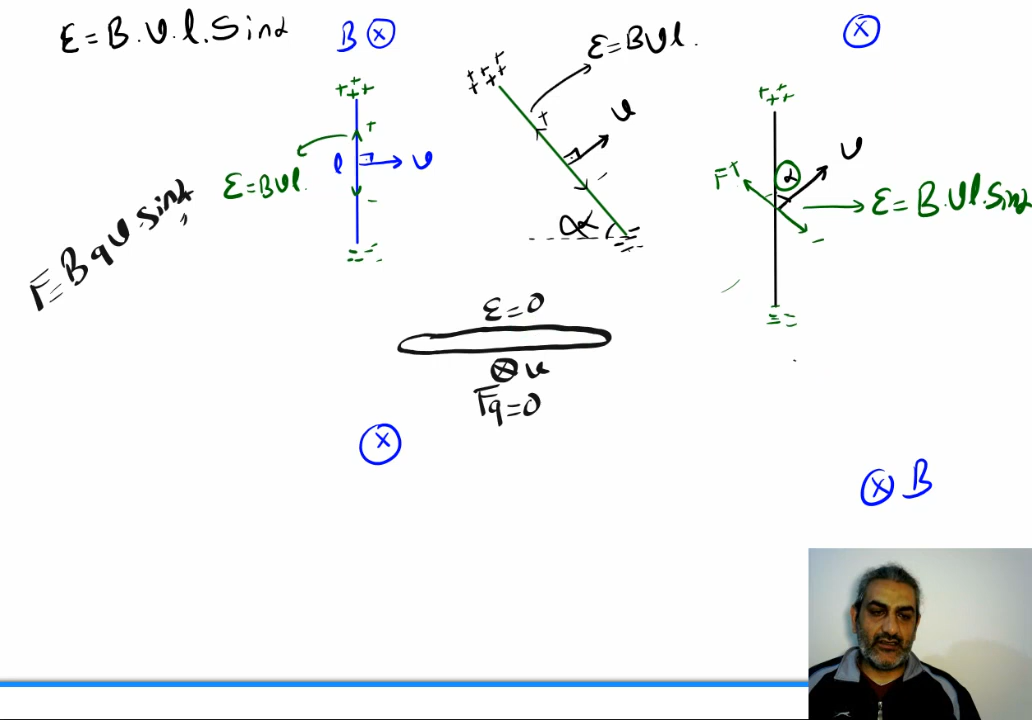 Ɛ = B.υ.l.Sinα
B ⊗
Ɛ = Bυl.
⊗
+++
+++++
+++
+
+
υ
l
υ
-
-
Ɛ = Bυl.
F+
α
υ
Ɛ = B.υl.Sinα
-
F = Bqυ.sinα
α
Ɛ = 0
⊗ υ
Fq = 0
⊗
⊗ B